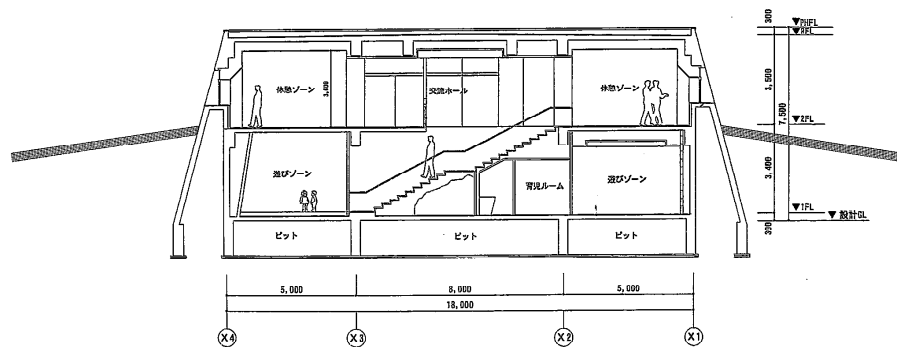 300
▼PHFL
▼RFL
休憩ゾーン
3,000
交流ホール
休憩ゾーン
7,500
▼2FL
遊びゾーン
育児ルーム
遊びゾーン
3,400
▼1FL
▼ 設計GL
300
ピット
ピット
ピット
5,000
8,000
5,000
18,000
X4
X3
X2
X1